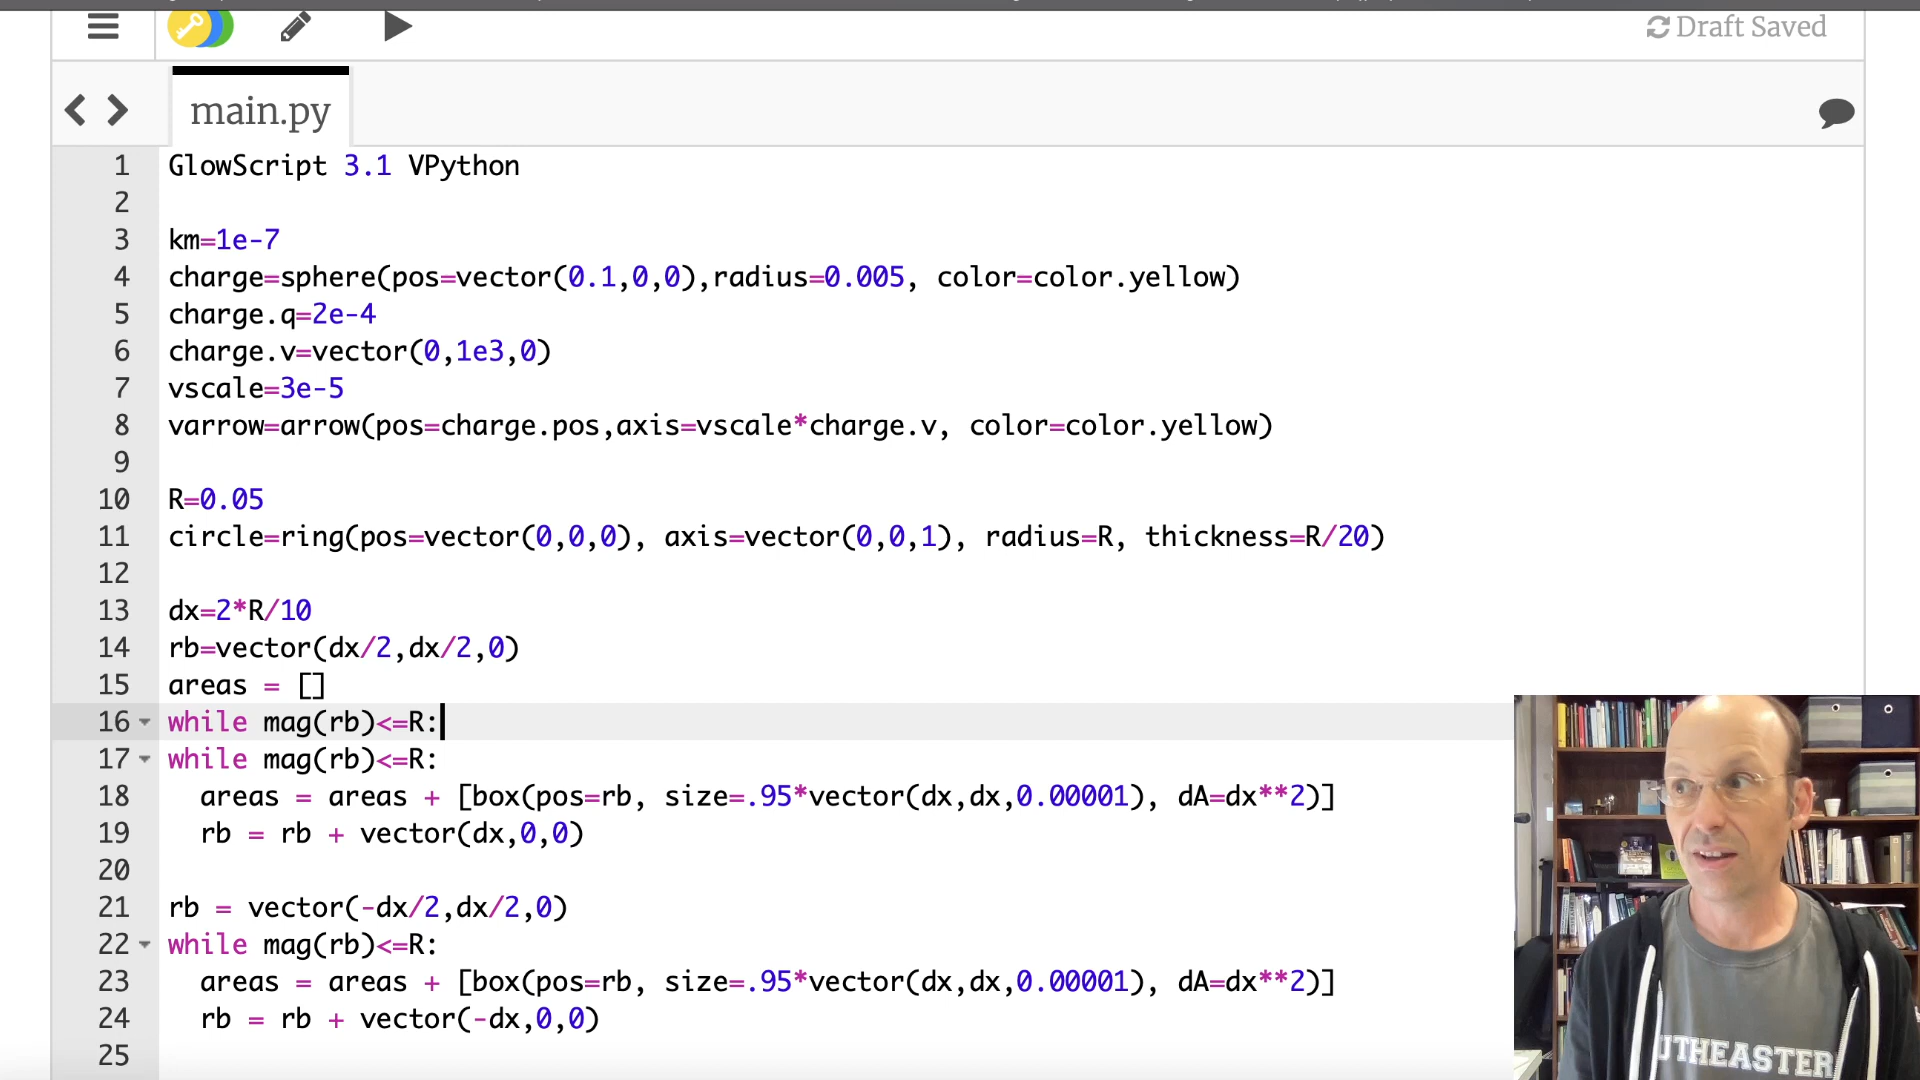 Draft Saved
main.py
1 GlowScript 3.1 VPython
2
3 km=1e-7
4 charge=sphere(pos=vector(0.1,0,0),radius=0.005, color=color.yellow)
5 charge.q=2e-4
6 charge.v=vector(0,1e3,0)
7 vscale=3e-5
8 varrow=arrow(pos=charge.pos,axis=vscale*charge.v, color=color.yellow)
9
10 R=0.05
11 circle=ring(pos=vector(0,0,0), axis=vector(0,0,1), radius=R, thickness=R/20)
12
13 dx=2*R/10
14 rb=vector(dx/2,dx/2,0)
15 areas = []
16 while mag(rb)<=R:
17 while mag(rb)<=R:
18   areas = areas + [box(pos=rb, size=.95*vector(dx,dx,0.00001), dA=dx**2)]
19   rb = rb + vector(dx,0,0)
20
21 rb = vector(-dx/2,dx/2,0)
22 while mag(rb)<=R:
23   areas = areas + [box(pos=rb, size=.95*vector(dx,dx,0.00001), dA=dx**2)]
24   rb = rb + vector(-dx,0,0)
25
UTHEASTER